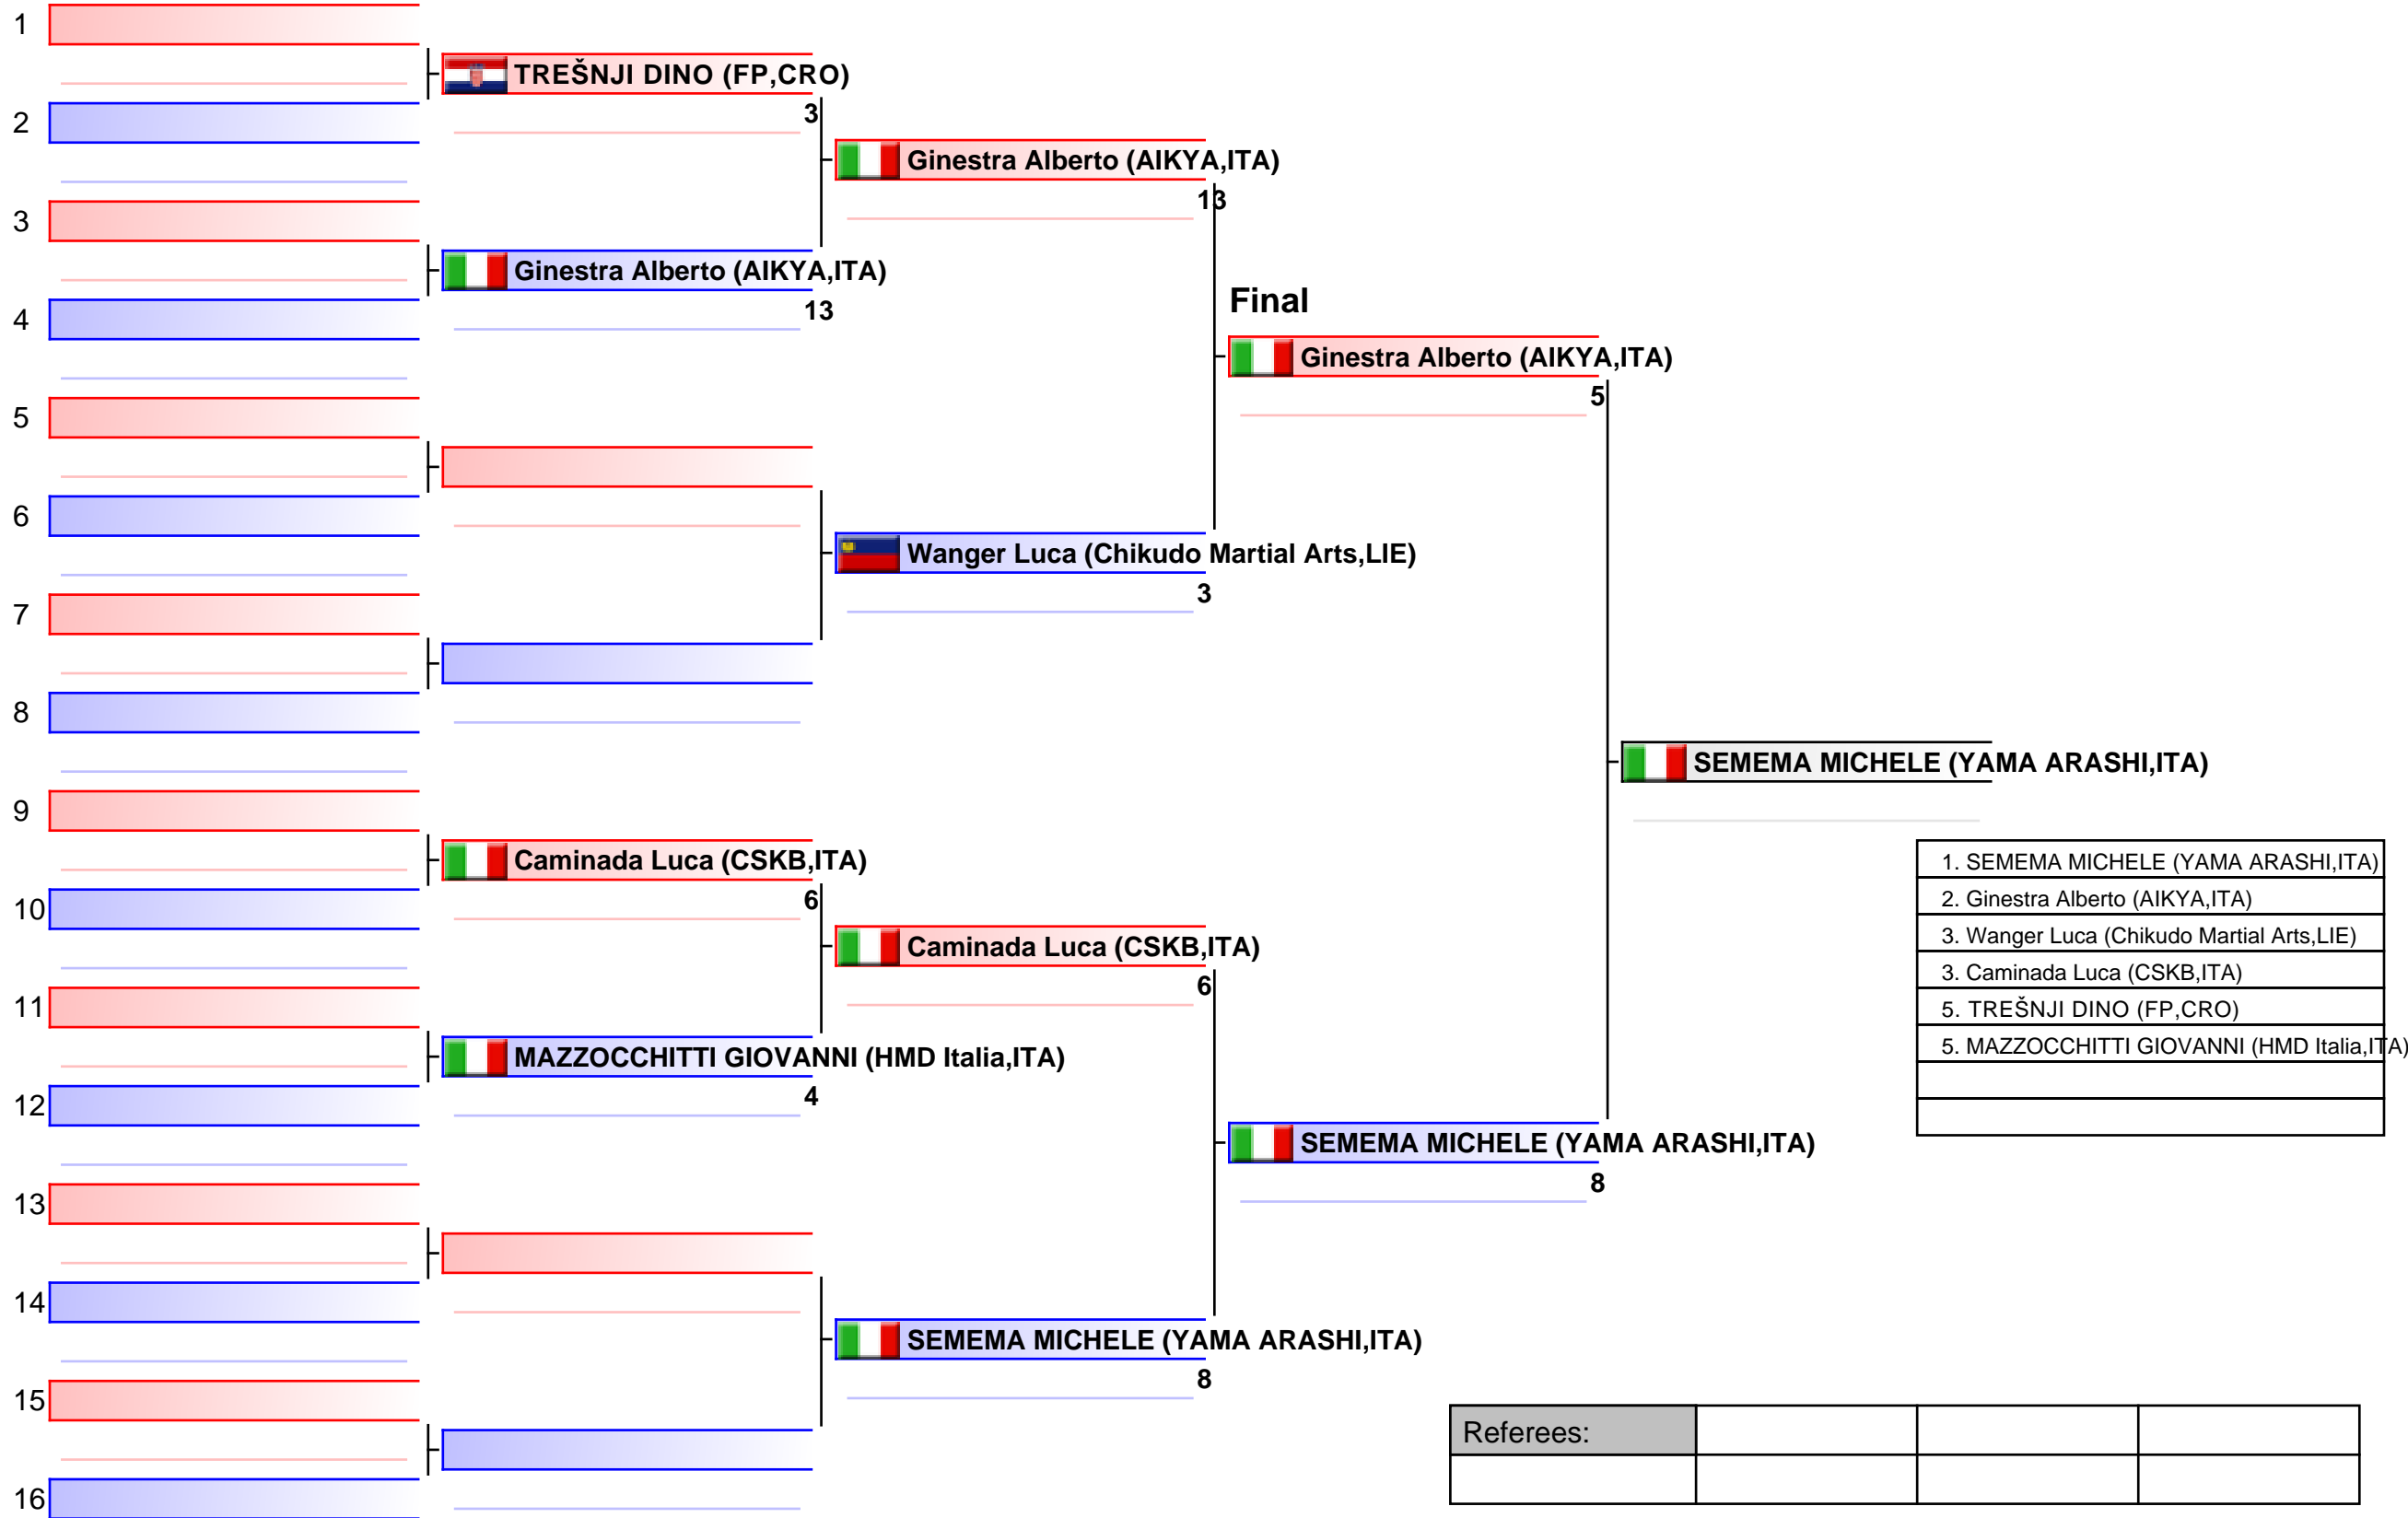 1
TREŠNJI DINO (FP,CRO)
3
2
Ginestra Alberto (AIKYA,ITA)
13
3
Ginestra Alberto (AIKYA,ITA)
13
4
Final
Ginestra Alberto (AIKYA,ITA)
5
5
6
Wanger Luca (Chikudo Martial Arts,LIE)
3
7
8
SEMEMA MICHELE (YAMA ARASHI,ITA)
9
Caminada Luca (CSKB,ITA)
6
10
Caminada Luca (CSKB,ITA)
6
11
MAZZOCCHITTI GIOVANNI (HMD Italia,ITA)
4
12
SEMEMA MICHELE (YAMA ARASHI,ITA)
8
13
14
SEMEMA MICHELE (YAMA ARASHI,ITA)
8
15
16
1. SEMEMA MICHELE (YAMA ARASHI,ITA)
2. Ginestra Alberto (AIKYA,ITA)
3. Wanger Luca (Chikudo Martial Arts,LIE)
3. Caminada Luca (CSKB,ITA)
5. TREŠNJI DINO (FP,CRO)
5. MAZZOCCHITTI GIOVANNI (HMD Italia,ITA)
Referees: